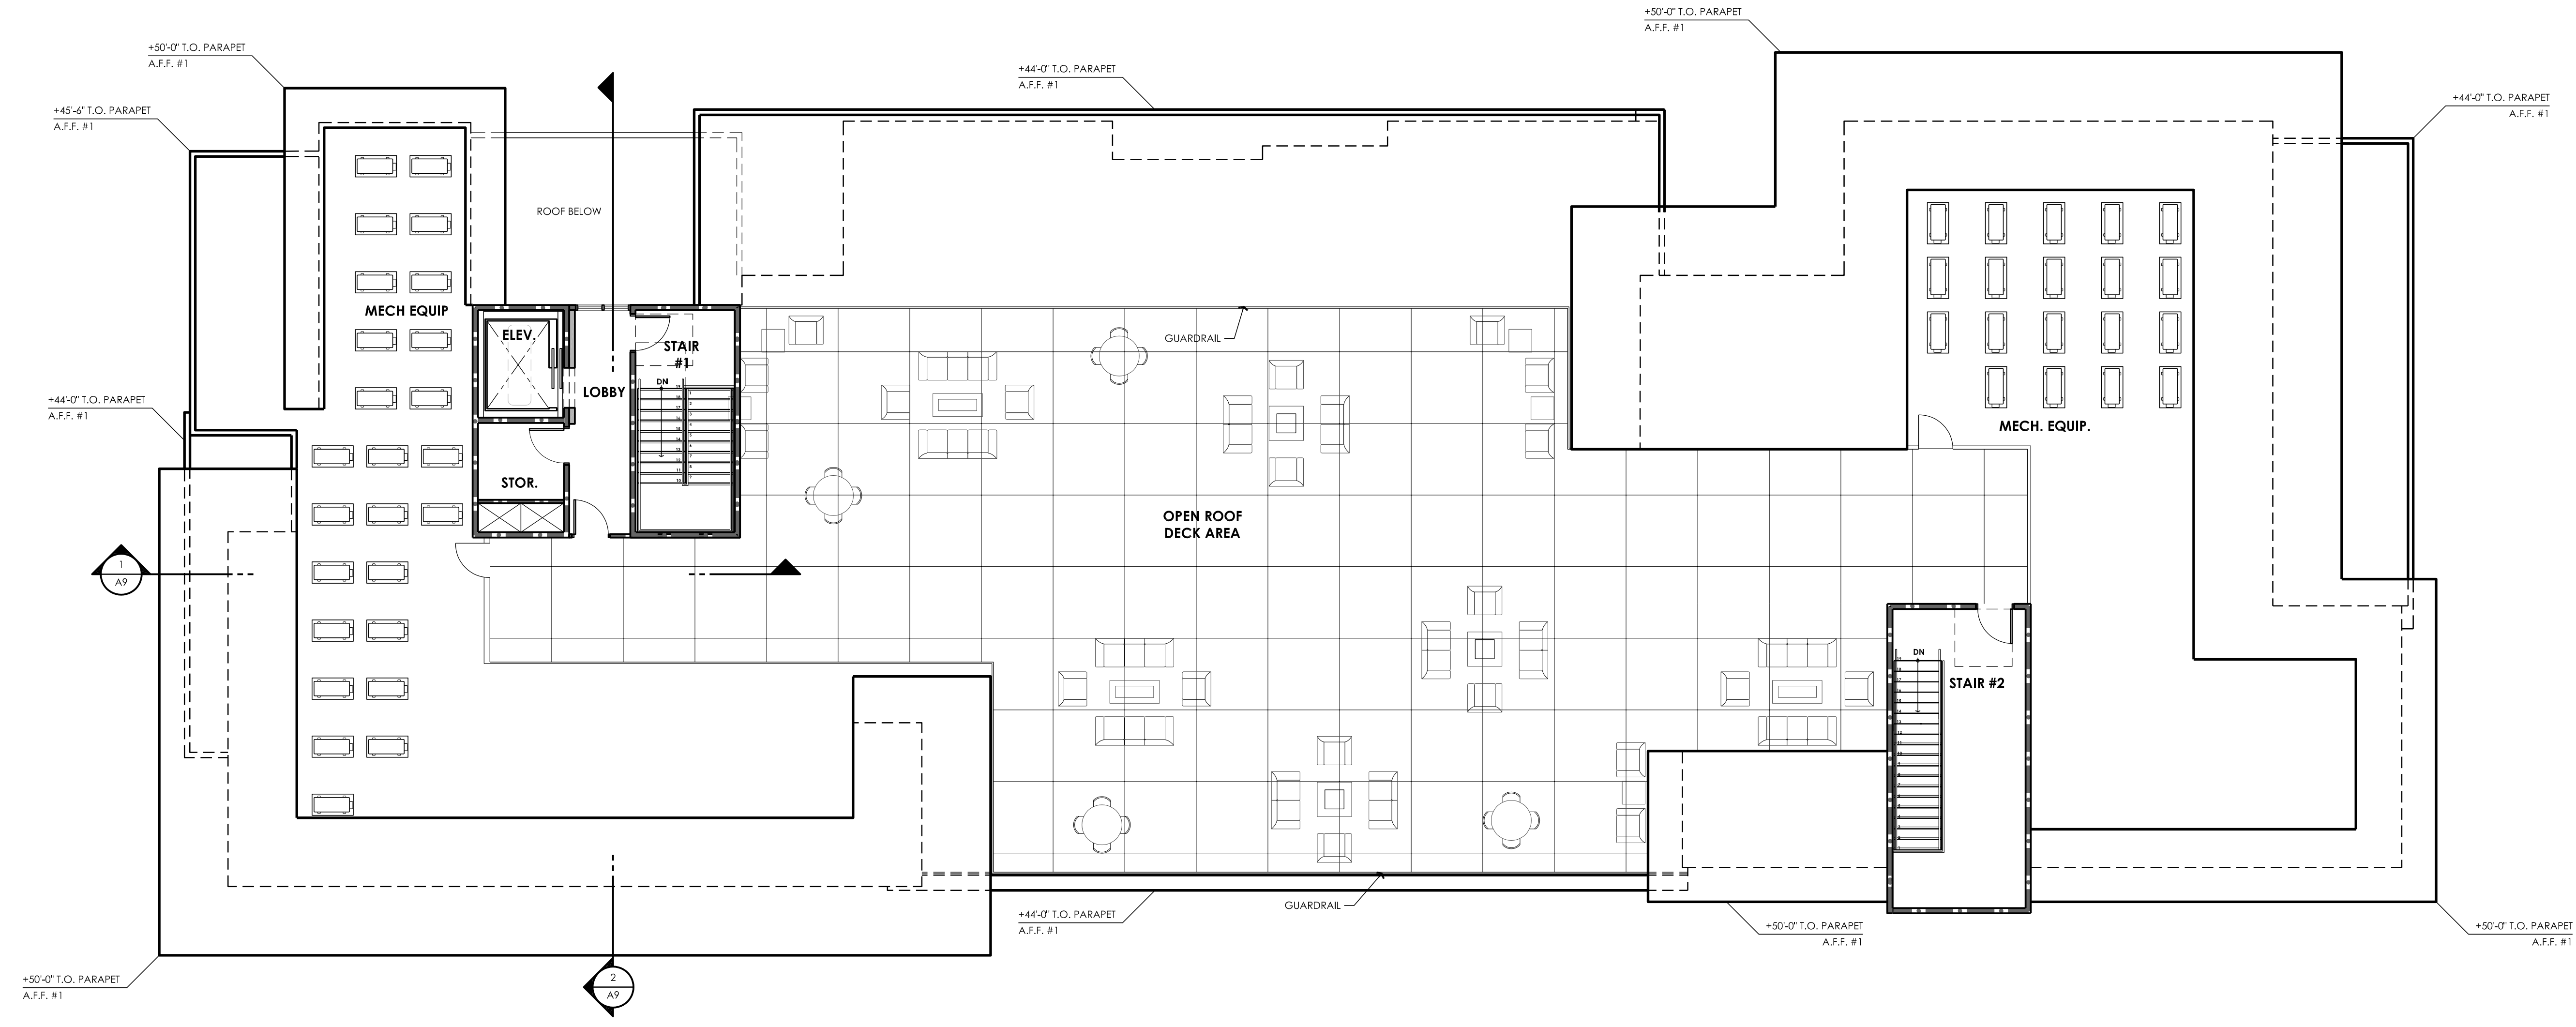 +50'-0" T.O. PARAPET
A.F.F. #1
+50'-0" T.O. PARAPET
A.F.F. #1
+44'-0" T.O. PARAPET
A.F.F. #1
+45'-6" T.O. PARAPET
A.F.F. #1
+44'-0" T.O. PARAPET
A.F.F. #1
ROOF BELOW
MECH EQUIP
ELEV.
STAIR
#1
GUARDRAIL
DN
LOBBY
+44'-0" T.O. PARAPET
A.F.F. #1
MECH. EQUIP.
STOR.
OPEN ROOF
DECK AREA
1
A9
DN
STAIR #2
GUARDRAIL
+44'-0" T.O. PARAPET
A.F.F. #1
+50'-0" T.O. PARAPET
A.F.F. #1
+50'-0" T.O. PARAPET
A.F.F. #1
+50'-0" T.O. PARAPET
A.F.F. #1
2
A9